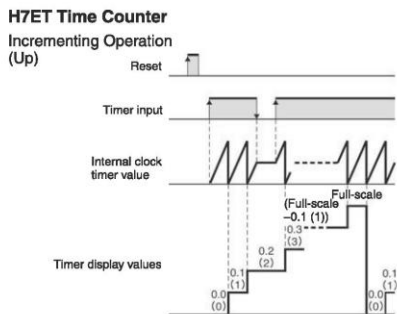 H7ET Time Counter
Incrementing Operation
(Up)
Reset
Timer input
Internal clock
timer value
Full-scale
(Full-scale
–0.1 (1))
0.3
(3)
0.2
(2)
Timer display values
0.1
(1)
0.1
(1)
0.0
(0)
0.0
(0)